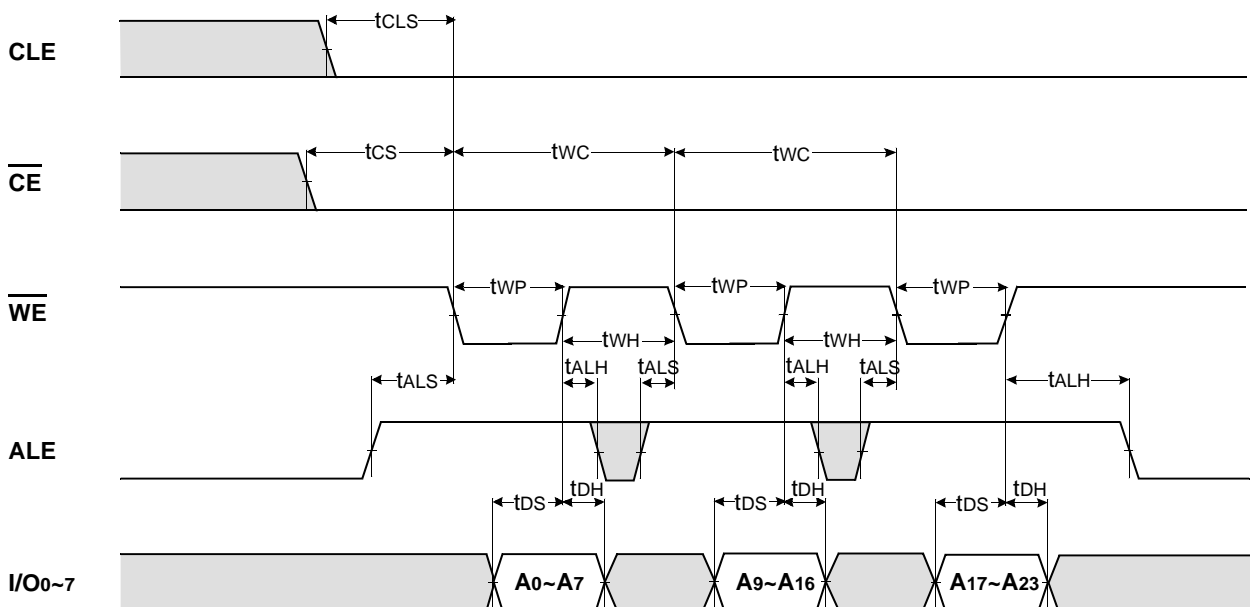 tCLS
CLE
tCS tWC tWC
CE
tWP tWP tWP
WE
tWH tWH
tALS tALH tALS tALH tALS tALH
ALE
tDS tDH tDS tDH tDS tDH
I/O0~7 A0~A7 A9~A16 A17~A23